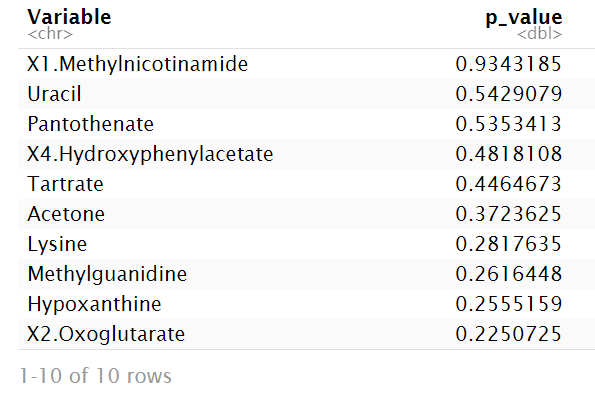 Variable p_value
<chr> <dbl>
X1.Methylnicotinamide 0.9343185
Uracil 0.5429079
Pantothenate 0.5353413
X4.Hydroxyphenylacetate 0.4818108
Tartrate 0.4464673
Acetone 0.3723625
Lysine 0.2817635
Methylguanidine 0.2616448
Hypoxanthine 0.2555159
X2.Oxoglutarate 0.2250725
1-10 of 10 rows